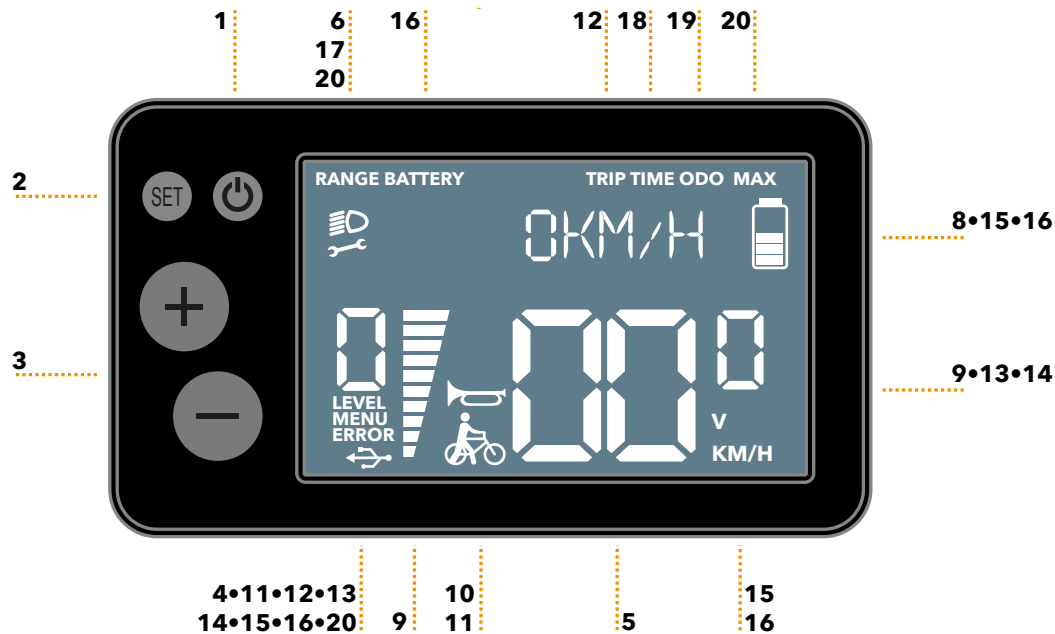 1 6 16 12 18 19 20
17
20
2
SET
RANGE BATTERY TRIP TIME ODO MAX
0KM/H
8•15•16
3
0 00 0
9•13•14
LEVEL
MENU
ERROR
V
KM/H
4•11•12•13 10 15
14•15•16•20 9 11 5 16